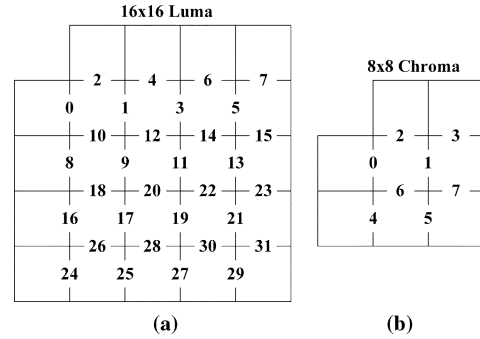 16x16 Luma
2 4 6 7
0 1 3 5
10 12 14 15
8 9 11 13
18 20 22 23
16 17 19 21
26 28 30 31
24 25 27 29
(a)
8x8 Chroma
2 3
0 1
6 7
4 5
(b)